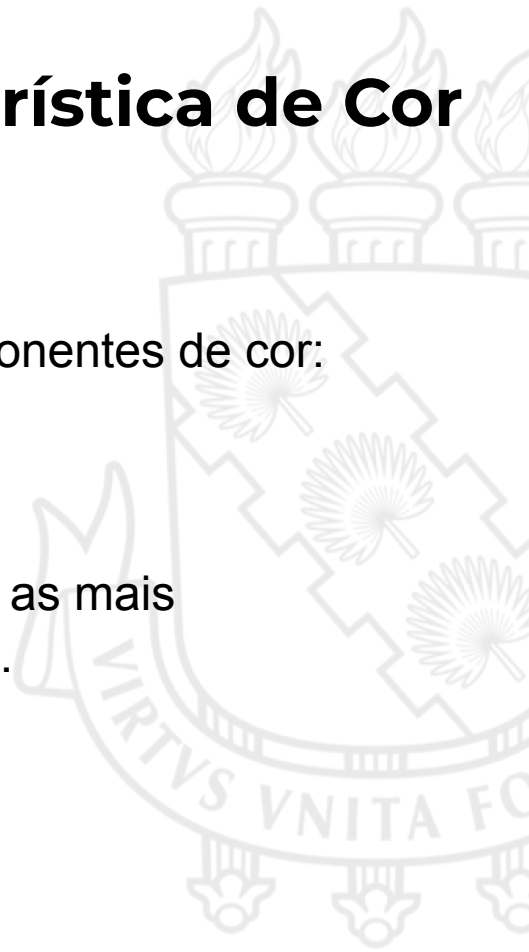 rística de Cor
onentes de cor:
as mais
.
VIRTVS VNITA FO